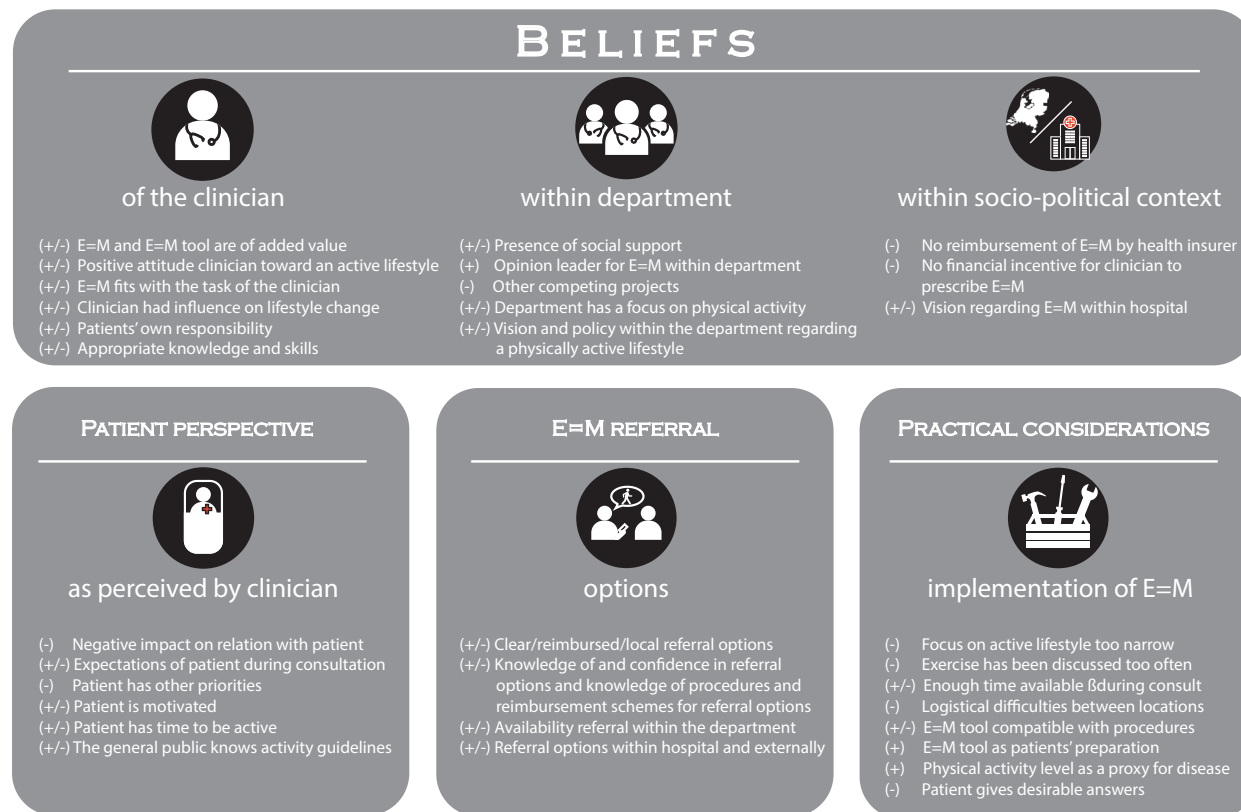 BELIEFS
of the clinician
(+/-) E=M and E=M tool are of added value
(+/-) Positive attitude clinician toward an active lifestyle
(+/-) E=M fits with the task of the clinician
(+/-) Clinician had influence on lifestyle change
(+/-) Patients' own responsibility
(+/-) Appropriate knowledge and skills
within department
(+/-) Presence of social support
(+) Opinion leader for E=M within department
(-) Other competing projects
(+/-) Department has a focus on physical activity
(+/-) Vision and policy within the department regarding
a physically active lifestyle
within socio-political context
(-) No reimbursement of E=M by health insurer
(-) No financial incentive for clinician to
prescribe E=M
(+/-) Vision regarding E=M within hospital
PATIENT PERSPECTIVE
as perceived by clinician
(-) Negative impact on relation with patient
(+/-) Expectations of patient during consultation
(-) Patient has other priorities
(+/-) Patient is motivated
(+/-) Patient has time to be active
(+/-) The general public knows activity guidelines
E=M REFERRAL
options
(+/-) Clear/reimbursed/local referral options
(+/-) Knowledge of and confidence in referral
options and knowledge of procedures and
reimbursement schemes for referral options
(+/-) Availability referral within the department
(+/-) Referral options within hospital and externally
PRACTICAL CONSIDERATIONS
implementation of E=M
(-) Focus on active lifestyle too narrow
(-) Exercise has been discussed too often
(+/-) Enough time available ßduring consult
(-) Logistical difficulties between locations
(+/-) E=M tool compatible with procedures
(+) E=M tool as patients' preparation
(+) Physical activity level as a proxy for disease
(-) Patient gives desirable answers